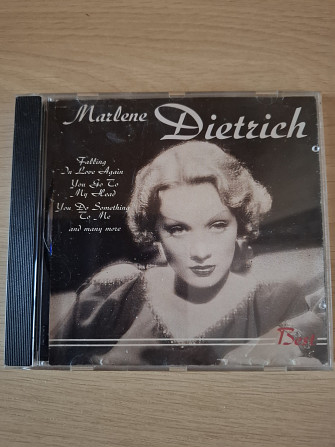 Marlene Dietrich
Falling
In Love Again
You Go To
My Head
You Do Something
To Me
and many more
Best